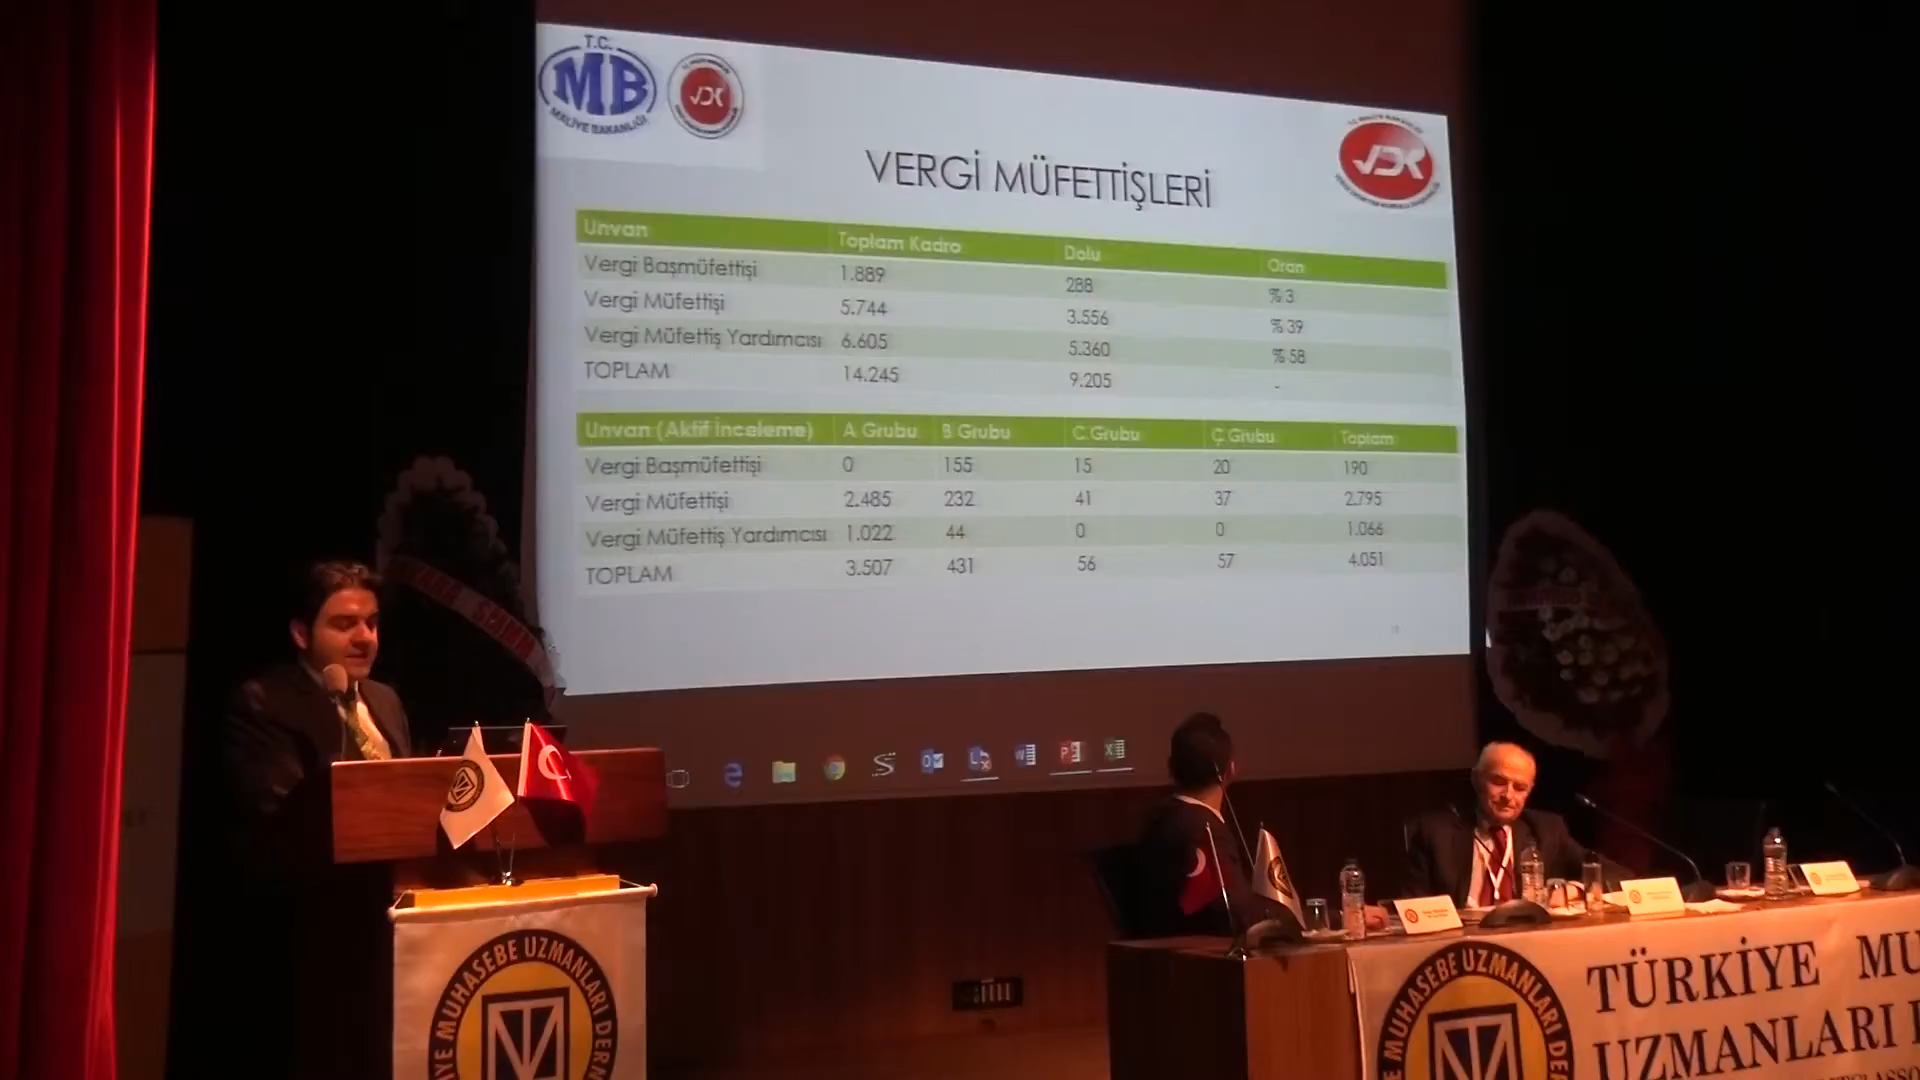 T.C.
MB
MALİYE BAKANLIĞI
VDK
VDK
VERGİ MÜFETTİŞLERİ
Unvan Toplam Kadro Dolu Oran
Vergi Başmüfettişi 1.889 288 % 3
Vergi Müfettişi 5.744 3.556 % 39
Vergi Müfettiş Yardımcısı 6.605 5.360 % 58
TOPLAM 14.245 9.205 -
Unvan (Aktif İnceleme) A Grubu B Grubu C Grubu Ç Grubu Toplam
Vergi Başmüfettişi 0 155 15 20 190
Vergi Müfettişi 2.485 232 41 37 2.795
Vergi Müfettiş Yardımcısı 1.022 44 0 0 1.066
TOPLAM 3.507 431 56 57 4.051
MUHASEBE UZMANLARI DER
MUHASEBE UZMANLARI DE
TÜRKİYE MU
UZMANLARI